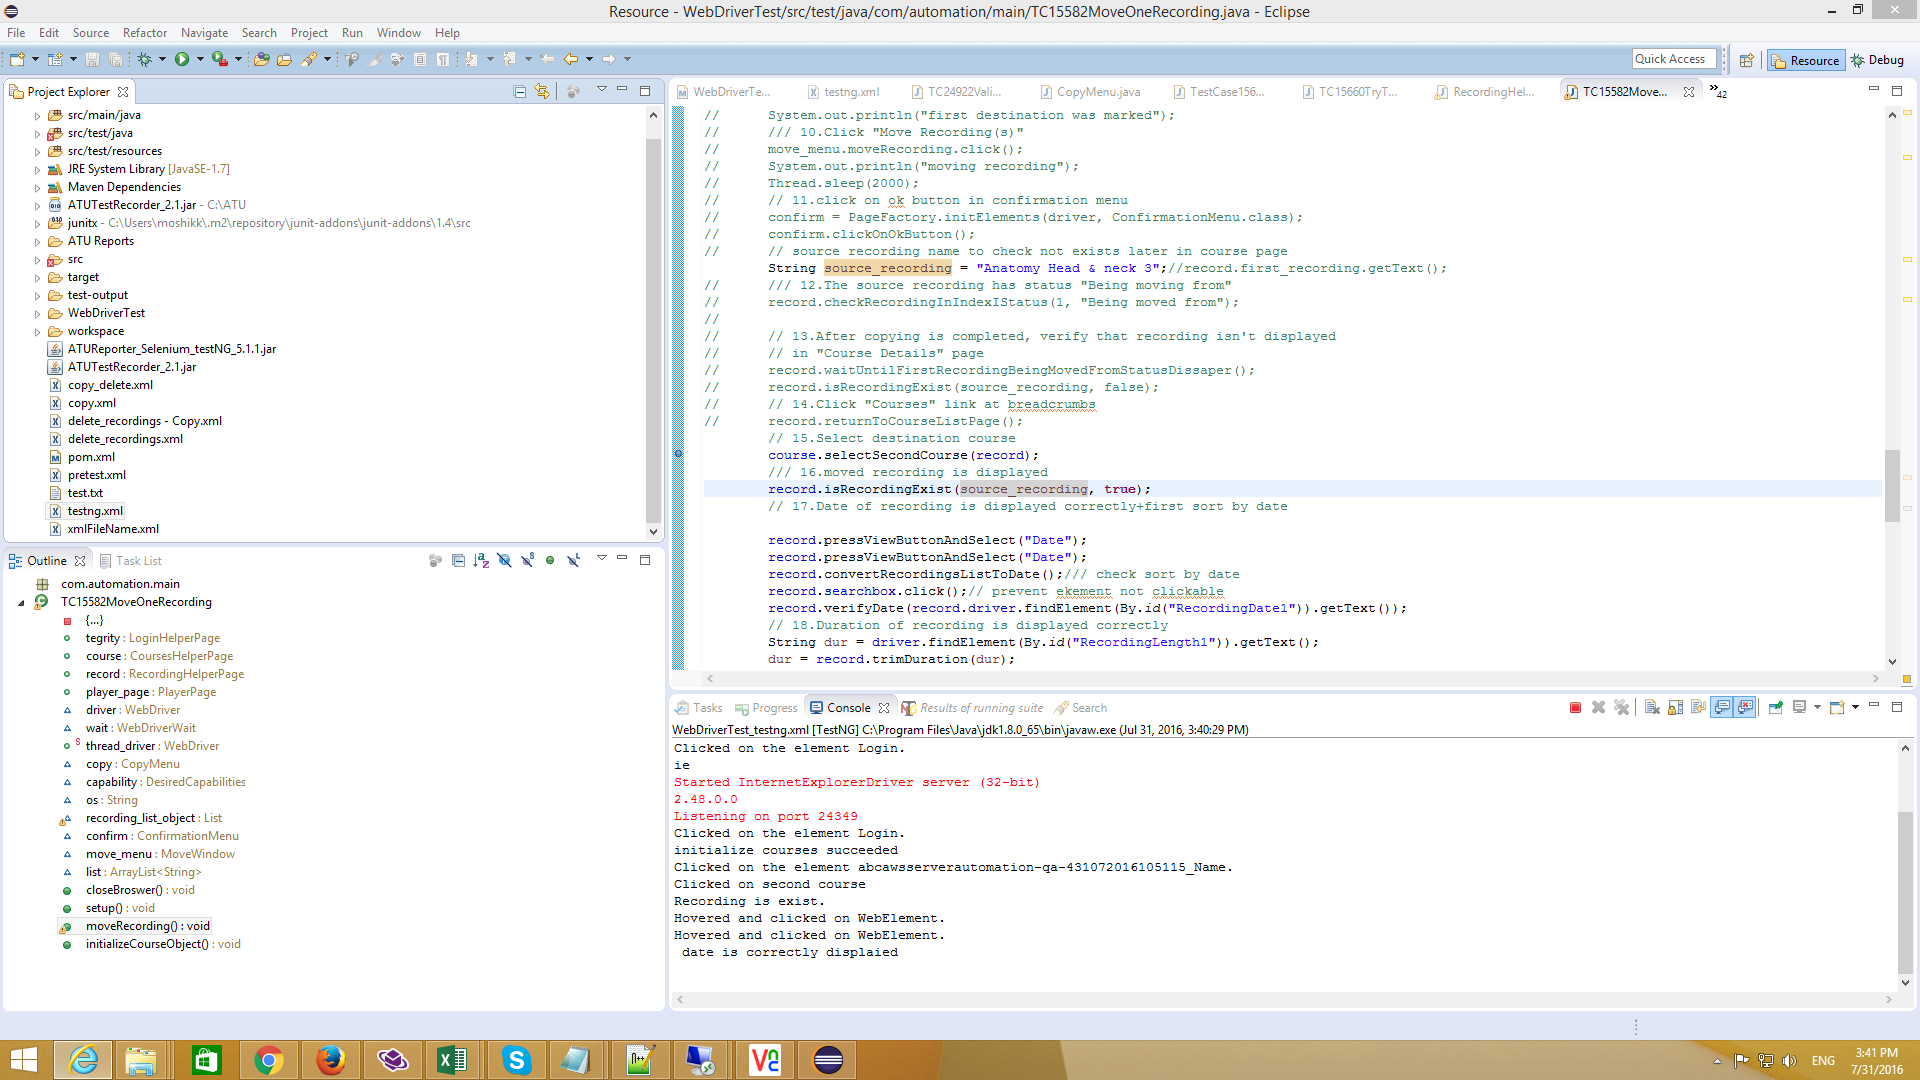 Resource - WebDriverTest/src/test/java/com/automation/main/TC15582MoveOneRecording.java - Eclipse
File Edit Source Refactor Navigate Search Project Run Window Help
Quick Access Resource Debug
Project Explorer
src/main/java
src/test/java
src/test/resources
JRE System Library [JavaSE-1.7]
Maven Dependencies
ATUTestRecorder_2.1.jar - C:\ATU
junitx - C:\Users\moshikk\.m2\repository\junit-addons\junit-addons\1.4\src
ATU Reports
src
target
test-output
WebDriverTest
workspace
ATUReporter_Selenium_testNG_5.1.1.jar
ATUTestRecorder_2.1.jar
copy_delete.xml
copy.xml
delete_recordings - Copy.xml
delete_recordings.xml
pom.xml
pretest.xml
test.txt
testng.xml
xmlFileName.xml
Outline Task List
com.automation.main
TC15582MoveOneRecording
{...}
tegrity : LoginHelperPage
course : CoursesHelperPage
record : RecordingHelperPage
player_page : PlayerPage
driver : WebDriver
wait : WebDriverWait
thread_driver : WebDriver
copy : CopyMenu
capability : DesiredCapabilities
os : String
recording_list_object : List
confirm : ConfirmationMenu
move_menu : MoveWindow
list : ArrayList<String>
closeBroswer() : void
setup() : void
moveRecording() : void
initializeCourseObject() : void
WebDriverTe... testng.xml TC24922Vali... CopyMenu.java TestCase156... TC15660TryT... RecordingHel... TC15582Move... »42
// System.out.println("first destination was marked");
// /// 10.Click "Move Recording(s)"
// move_menu.moveRecording.click();
// System.out.println("moving recording");
// Thread.sleep(2000);
// // 11.click on ok button in confirmation menu
// confirm = PageFactory.initElements(driver, ConfirmationMenu.class);
// confirm.clickOnOkButton();
// // source recording name to check not exists later in course page
String source_recording = "Anatomy Head & neck 3";//record.first_recording.getText();
// /// 12.The source recording has status "Being moving from"
// record.checkRecordingInIndexIStatus(1, "Being moved from");
//
// // 13.After copying is completed, verify that recording isn't displayed
// // in "Course Details" page
// record.waitUntilFirstRecordingBeingMovedFromStatusDissaper();
// record.isRecordingExist(source_recording, false);
// // 14.Click "Courses" link at breadcrumbs
// record.returnToCourseListPage();
// 15.Select destination course
course.selectSecondCourse(record);
/// 16.moved recording is displayed
record.isRecordingExist(source_recording, true);
// 17.Date of recording is displayed correctly+first sort by date
record.pressViewButtonAndSelect("Date");
record.pressViewButtonAndSelect("Date");
record.convertRecordingsListToDate();/// check sort by date
record.searchbox.click();// prevent ekement not clickable
record.verifyDate(record.driver.findElement(By.id("RecordingDate1")).getText());
// 18.Duration of recording is displayed correctly
String dur = driver.findElement(By.id("RecordingLength1")).getText();
dur = record.trimDuration(dur);
Tasks Progress Console Results of running suite Search
WebDriverTest_testng.xml [TestNG] C:\Program Files\Java\jdk1.8.0_65\bin\javaw.exe (Jul 31, 2016, 3:40:29 PM)
Clicked on the element Login.
ie
Started InternetExplorerDriver server (32-bit)
2.48.0.0
Listening on port 24349
Clicked on the element Login.
initialize courses succeeded
Clicked on the element abcawsserverautomation-qa-431072016105115_Name.
Clicked on second course
Recording is exist.
Hovered and clicked on WebElement.
Hovered and clicked on WebElement.
date is correctly displaied
ENG 3:41 PM
7/31/2016